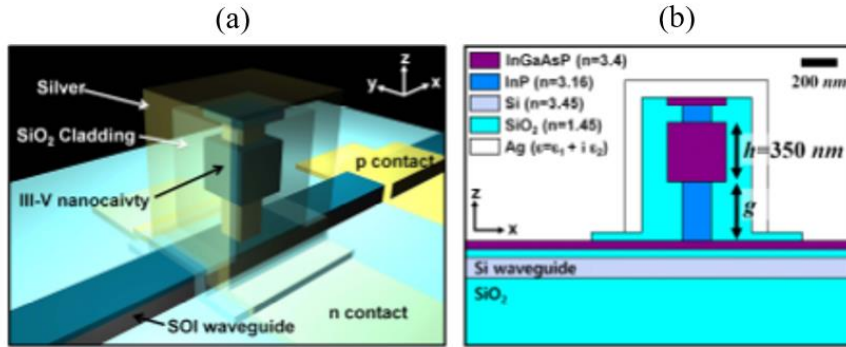 (a)
(b)
z
y
x
Silver
SiO2 Cladding
III-V nanocaivty
p contact
n contact
SOI waveguide
InGaAsP (n=3.4)
InP (n=3.16)
Si (n=3.45)
SiO2 (n=1.45)
Ag (ε=ε1 + i ε2)
200 nm
h=350 nm
g
z
x
Si waveguide
SiO2